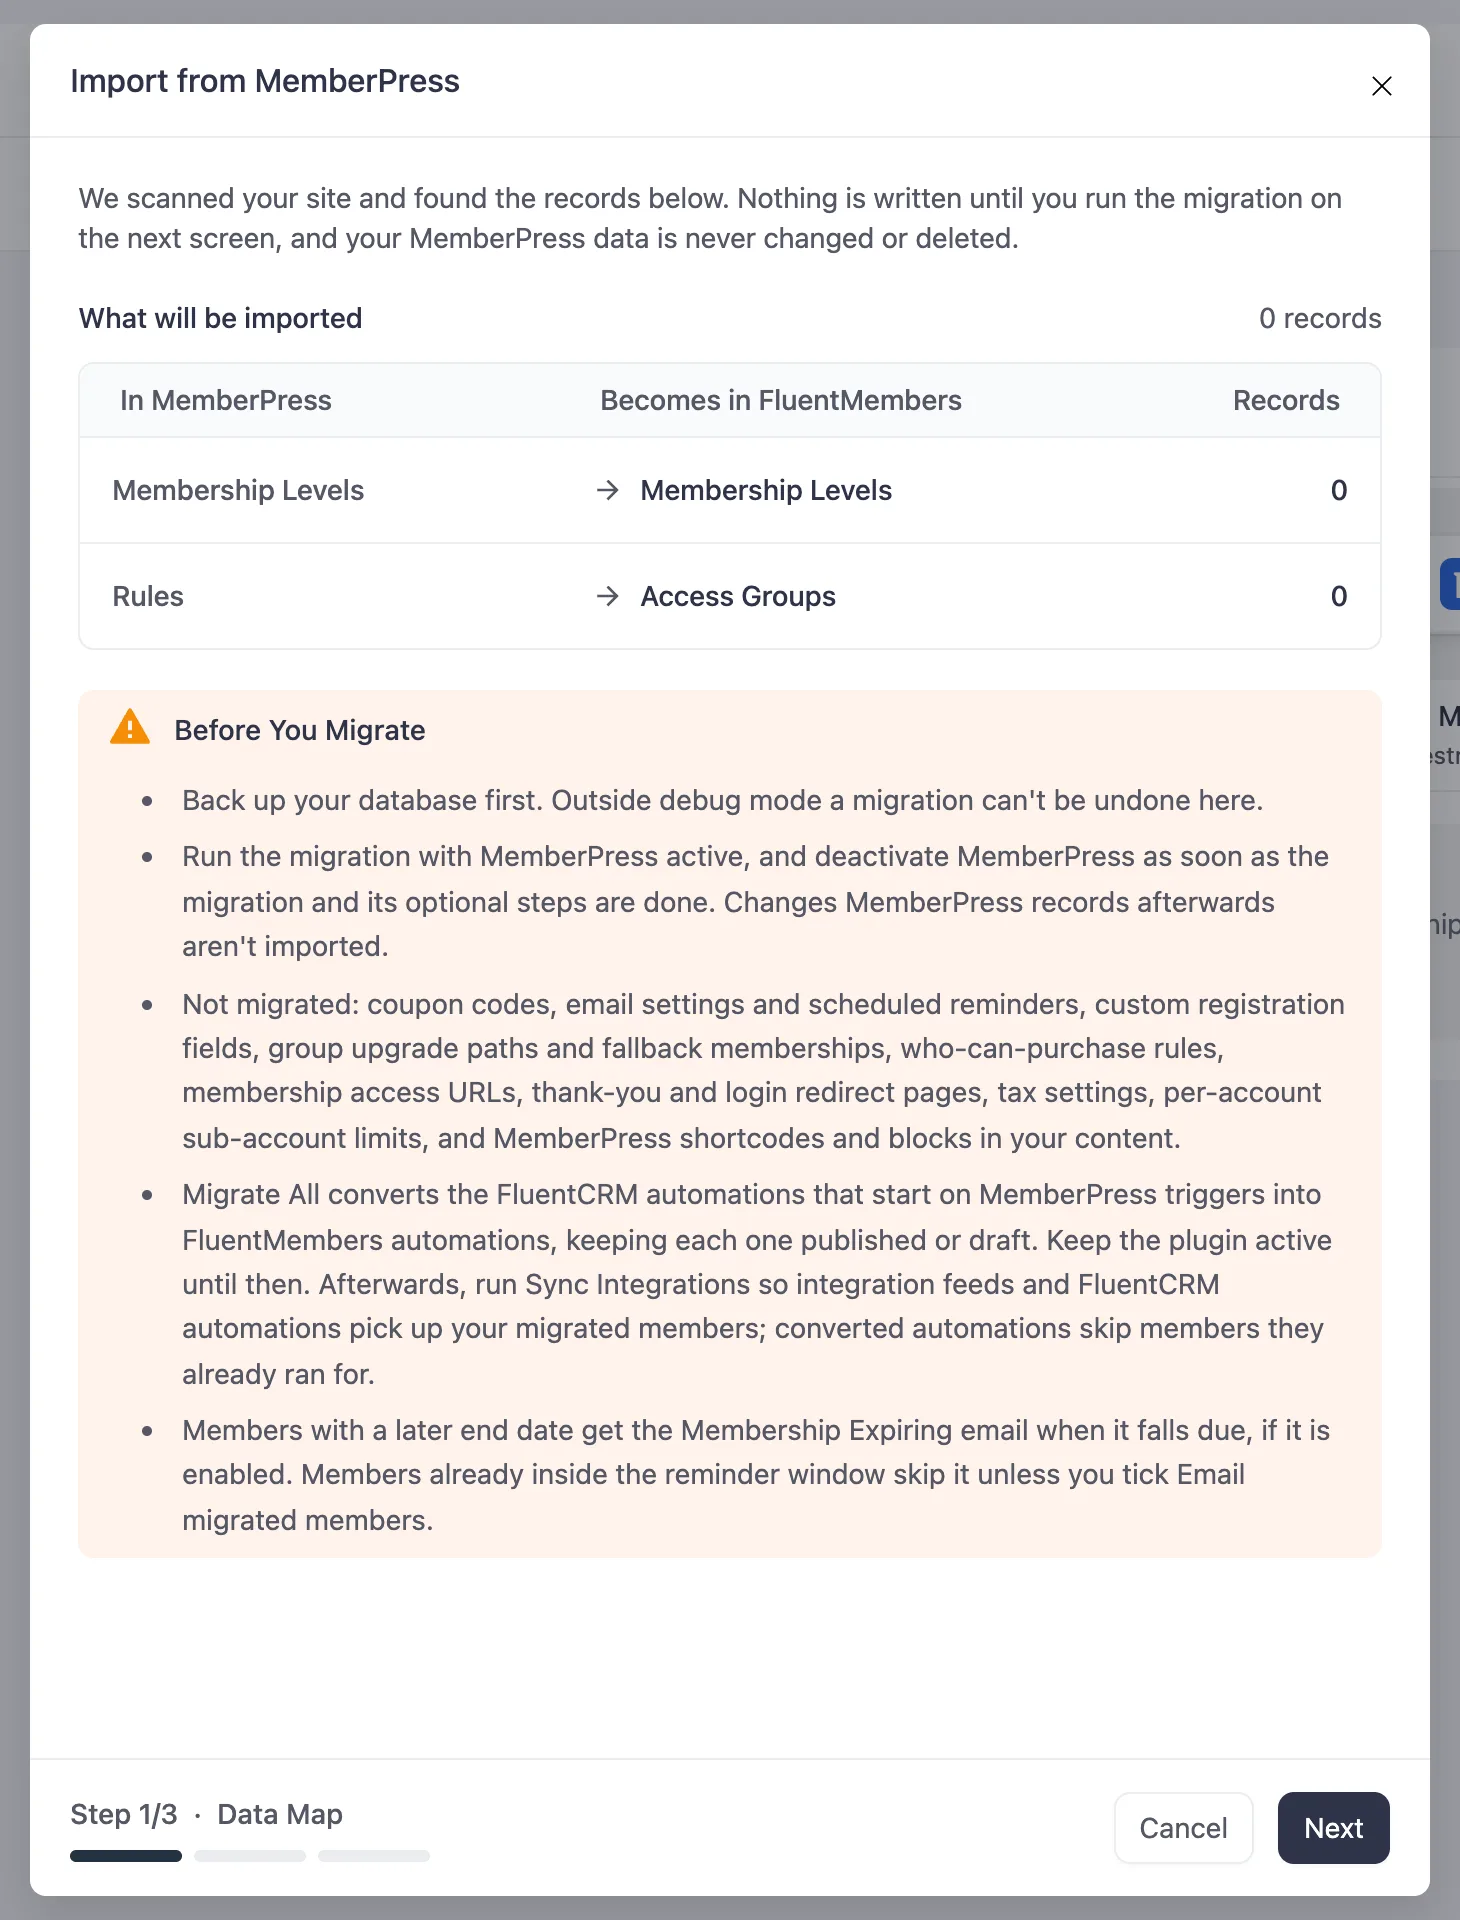 Import from MemberPress
We scanned your site and found the records below. Nothing is written until you run the migration on
the next screen, and your MemberPress data is never changed or deleted.
What will be imported 0 records
In MemberPress Becomes in FluentMembers Records
Membership Levels → Membership Levels 0
Rules → Access Groups 0
Before You Migrate
• Back up your database first. Outside debug mode a migration can't be undone here.
• Run the migration with MemberPress active, and deactivate MemberPress as soon as the
migration and its optional steps are done. Changes MemberPress records afterwards
aren't imported.
• Not migrated: coupon codes, email settings and scheduled reminders, custom registration
fields, group upgrade paths and fallback memberships, who-can-purchase rules,
membership access URLs, thank-you and login redirect pages, tax settings, per-account
sub-account limits, and MemberPress shortcodes and blocks in your content.
• Migrate All converts the FluentCRM automations that start on MemberPress triggers into
FluentMembers automations, keeping each one published or draft. Keep the plugin active
until then. Afterwards, run Sync Integrations so integration feeds and FluentCRM
automations pick up your migrated members; converted automations skip members they
already ran for.
• Members with a later end date get the Membership Expiring email when it falls due, if it is
enabled. Members already inside the reminder window skip it unless you tick Email
migrated members.
Step 1/3 · Data Map
Cancel
Next